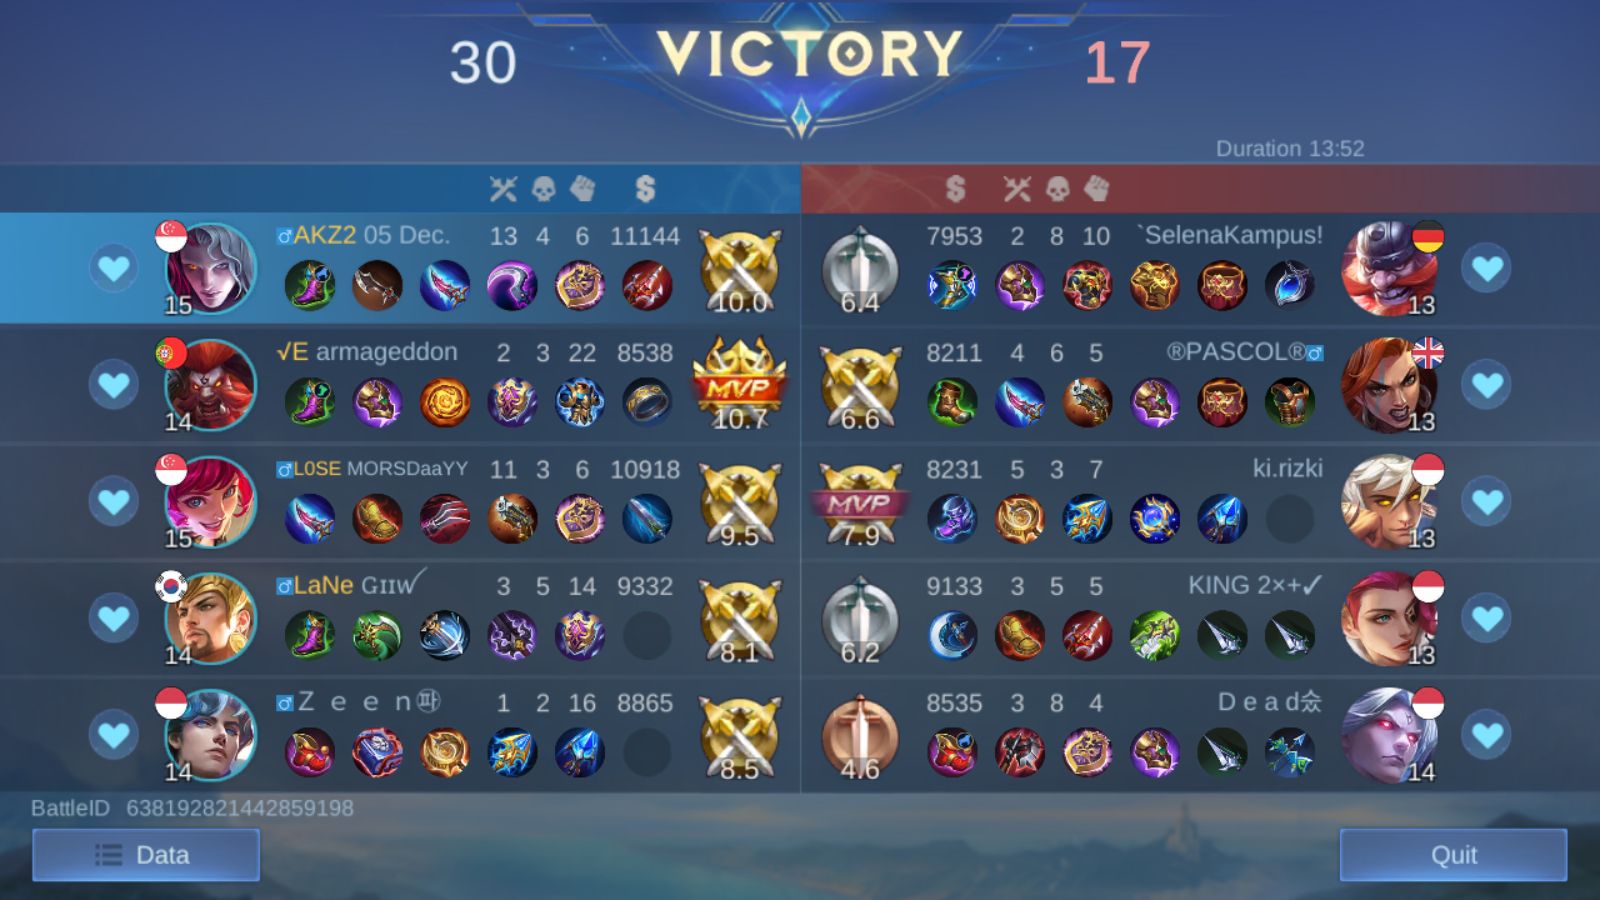 30 VICTORY 17
Duration 13:52
♂AKZ2 05 Dec. 13 4 6 11144
15 10.0
7953 2 8 10 `SelenaKampus!
6.4 13
√E armageddon 2 3 22 8538
14 MVP 10.7
8211 4 6 5 ®PASCOL®♂
6.6 13
♂L0SE MORSDaaYY 11 3 6 10918
15 9.5
8231 5 3 7 ki.rizki
MVP 7.9 13
♂LaNe Gɪɪᴡ✓ 3 5 14 9332
14 8.1
9133 3 5 5 KING 2×+✓
6.2 13
♂Z e e n㉺ 1 2 16 8865
14 8.5
8535 3 8 4 D e a d
4.6 14
BattleID 638192821442859198
Data
Quit